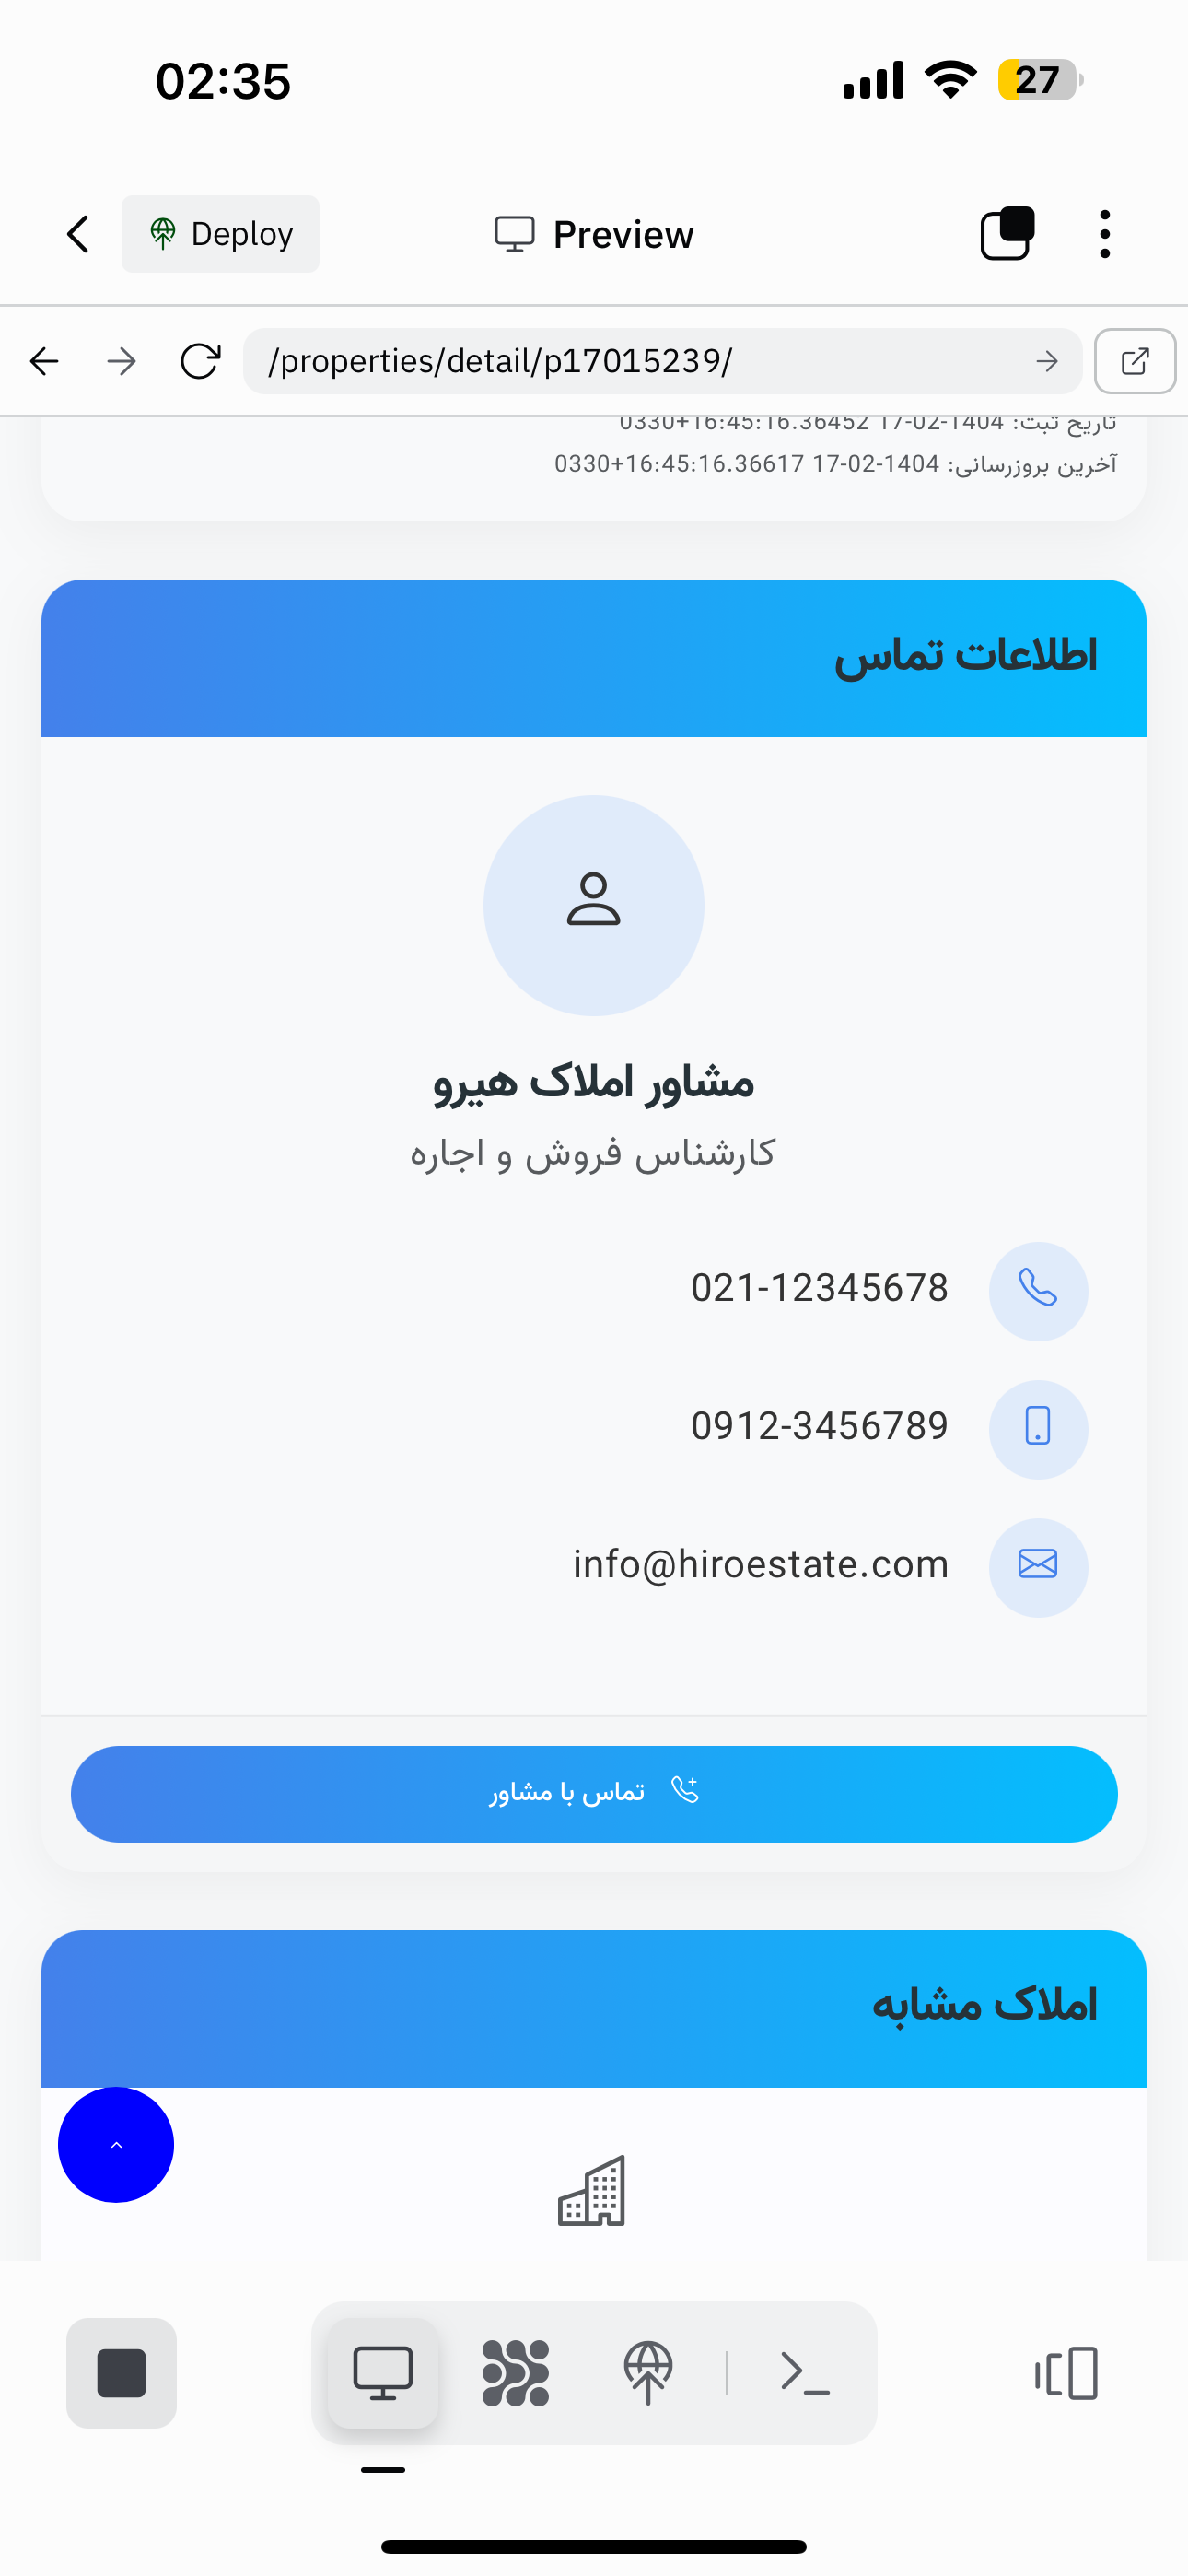 02:35
27
Deploy
Preview
/properties/detail/p17015239/
تاریخ ثبت: 1404-02-17 16:45:16.36452+0330
آخرین بروزرسانی: 1404-02-17 16:45:16.36617+0330
اطلاعات تماس
مشاور املاک هیرو
کارشناس فروش و اجاره
021-12345678
0912-3456789
info@hiroestate.com
تماس با مشاور
املاک مشابه